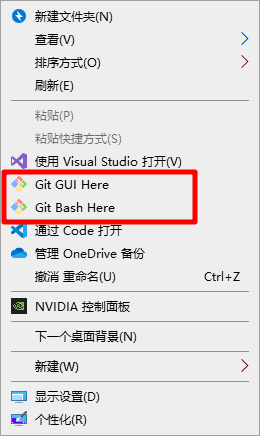 新建文件夹(N)
查看(V)
排序方式(O)
刷新(E)
粘贴(P)
粘贴快捷方式(S)
使用 Visual Studio 打开(V)
Git GUI Here
Git Bash Here
通过 Code 打开
管理 OneDrive 备份
撤消 重命名(U) Ctrl+Z
NVIDIA 控制面板
下一个桌面背景(N)
新建(W)
显示设置(D)
个性化(R)